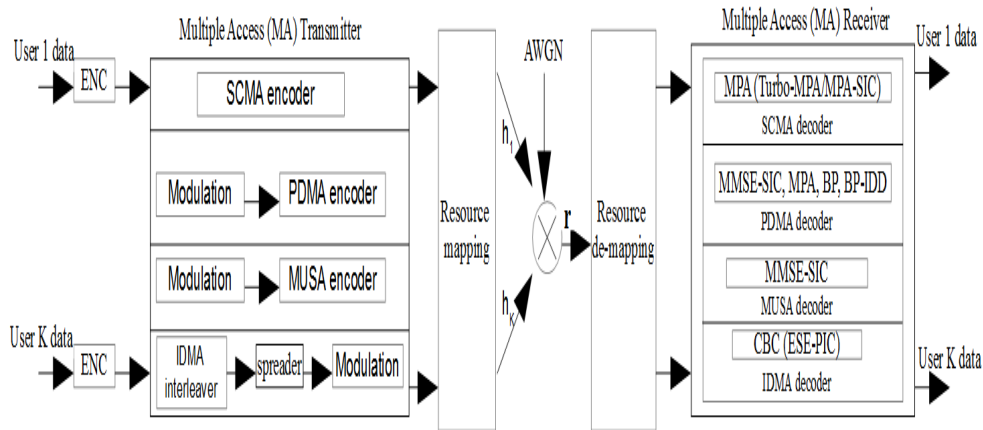 Multiple Access (MA) Transmitter
Multiple Access (MA) Receiver
User 1 data
ENC
SCMA encoder
Modulation
PDMA encoder
Modulation
MUSA encoder
User K data
ENC
IDMA
interleaver
spreader
Modulation
Resource
mapping
AWGN
h1
hK
r
Resource
de-mapping
MPA (Turbo-MPA/MPA-SIC)
SCMA decoder
MMSE-SIC, MPA, BP, BP-IDD
PDMA decoder
MMSE-SIC
MUSA decoder
CBC (ESE-PIC)
IDMA decoder
User 1 data
User K data